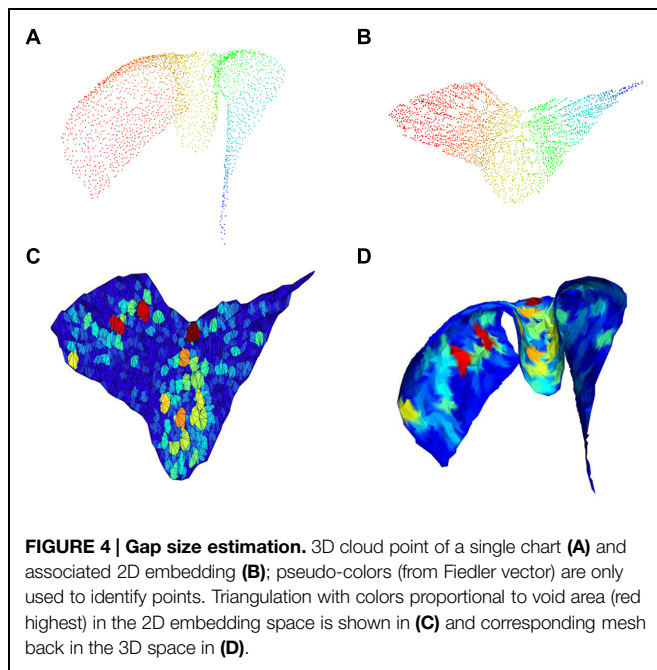 A
B
C
D
FIGURE 4 | Gap size estimation. 3D cloud point of a single chart (A) and
associated 2D embedding (B); pseudo-colors (from Fiedler vector) are only
used to identify points. Triangulation with colors proportional to void area (red
highest) in the 2D embedding space is shown in (C) and corresponding mesh
back in the 3D space in (D).